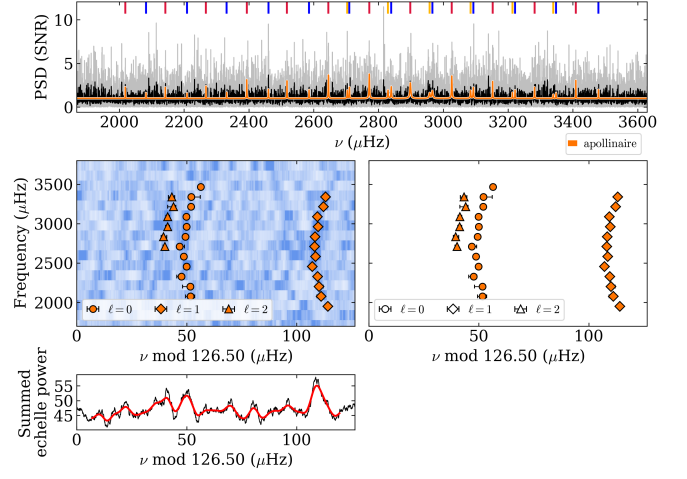 PSD (SNR)
10
5
0
2000 2200 2400 2600 2800 3000 3200 3400 3600
ν (μHz)
apollinaire
Frequency (μHz)
3500
3000
2500
2000
ℓ = 0 ℓ = 1 ℓ = 2
0 50 100
ν mod 126.50 (μHz)
ℓ = 0 ℓ = 1 ℓ = 2
0 50 100
ν mod 126.50 (μHz)
Summed
echelle power
55
50
45
0 50 100
ν mod 126.50 (μHz)